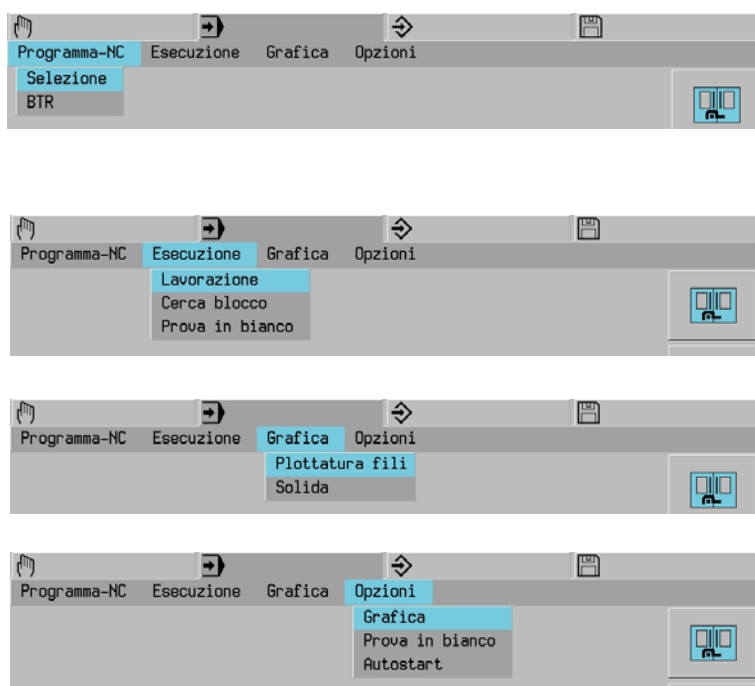 Programma-NC Esecuzione Grafica Opzioni
Selezione
BTR
Programma-NC Esecuzione Grafica Opzioni
Lavorazione
Cerca blocco
Prova in bianco
Programma-NC Esecuzione Grafica Opzioni
Plottatura fili
Solida
Programma-NC Esecuzione Grafica Opzioni
Grafica
Prova in bianco
Autostart